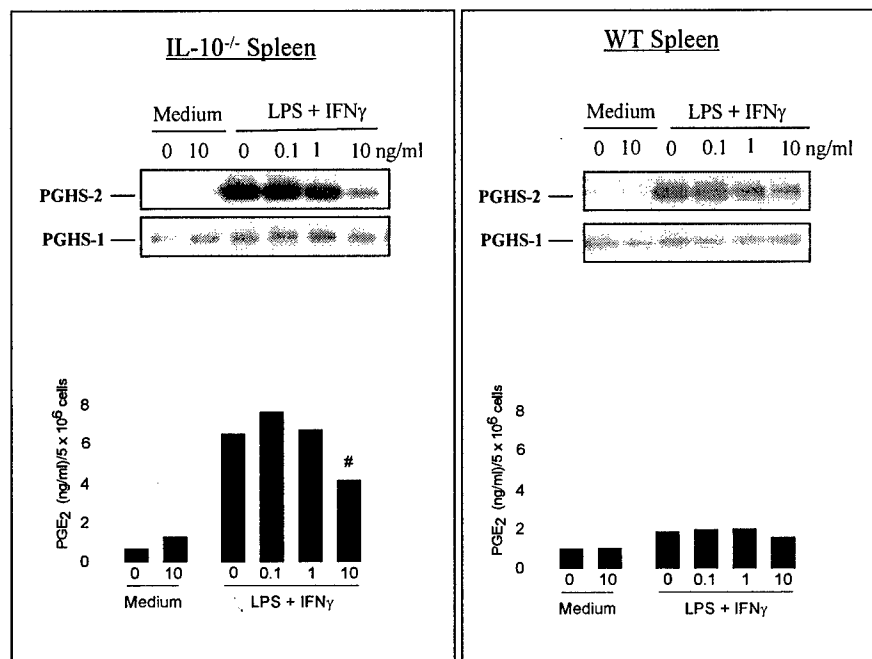 IL-10-/- Spleen
Medium LPS + IFNγ
0 10 0 0.1 1 10 ng/ml
PGHS-2
PGHS-1
PGE2 (ng/ml)/5 x 10^6 cells
8
6
4
2
0
#
0 10 0 0.1 1 10
Medium LPS + IFNγ
WT Spleen
Medium LPS + IFNγ
0 10 0 0.1 1 10 ng/ml
PGHS-2
PGHS-1
PGE2 (ng/ml)/5 x 10^6 cells
8
6
4
2
0
0 10 0 0.1 1 10
Medium LPS + IFNγ